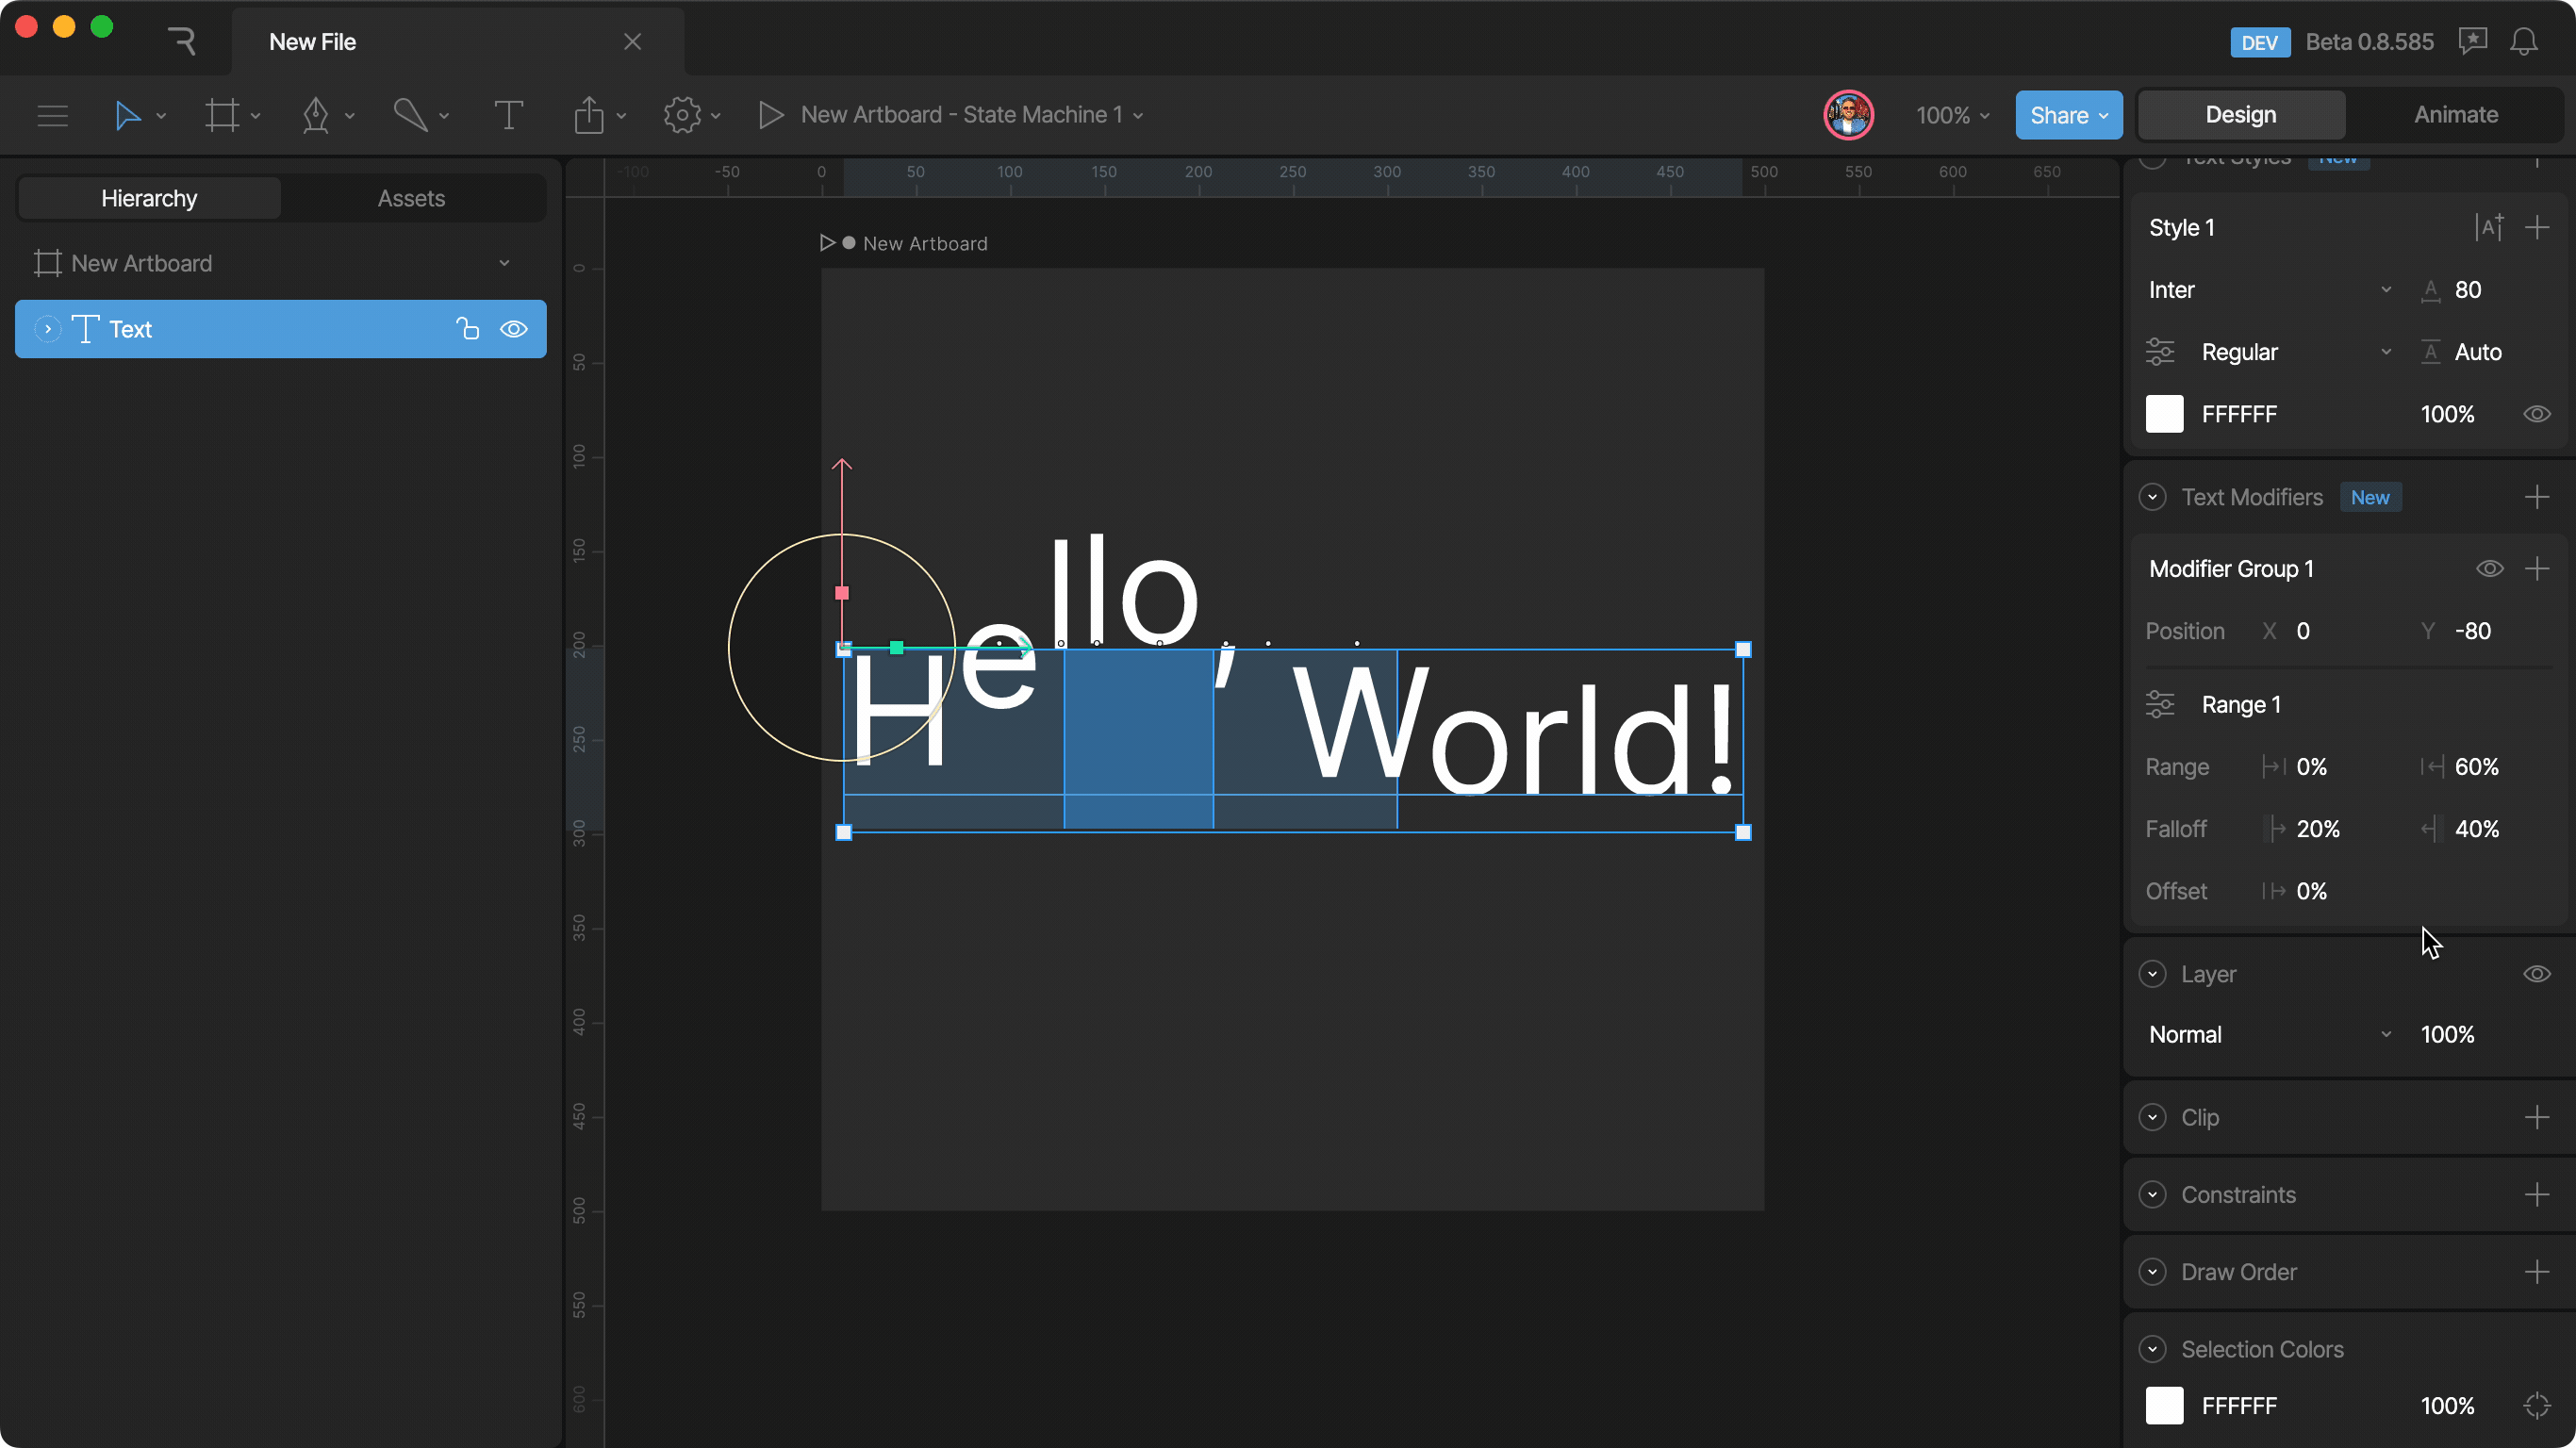 New File
DEV Beta 0.8.585
New Artboard - State Machine 1
100%
Share
Design
Animate
Hierarchy
Assets
New Artboard
Text
-100 -50 0 50 100 150 200 250 300 350 400 450 500 550 600 650
0
50
100
150
200
250
300
350
400
450
500
550
600
New Artboard
Hello, World!
Text Styles New
Style 1
Inter 80
Regular Auto
FFFFFF 100%
Text Modifiers New
Modifier Group 1
Position X 0 Y -80
Range 1
Range 0% 60%
Falloff 20% 40%
Offset 0%
Layer
Normal 100%
Clip
Constraints
Draw Order
Selection Colors
FFFFFF 100%